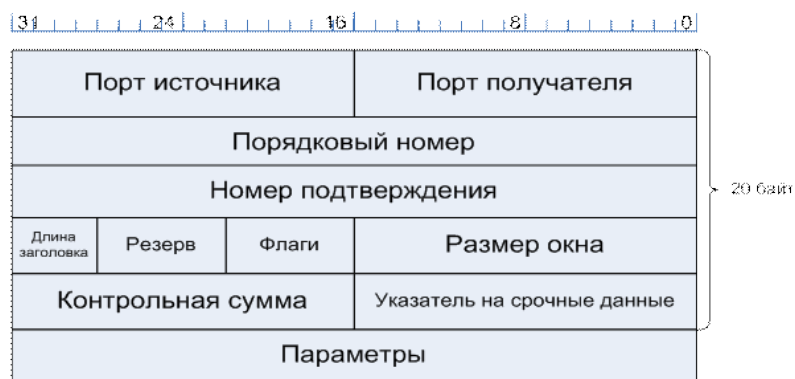 31 24 16 8 0
Порт источника Порт получателя
Порядковый номер
Номер подтверждения
20 байт
Длина
заголовка
Резерв
Флаги
Размер окна
Контрольная сумма
Указатель на срочные данные
Параметры